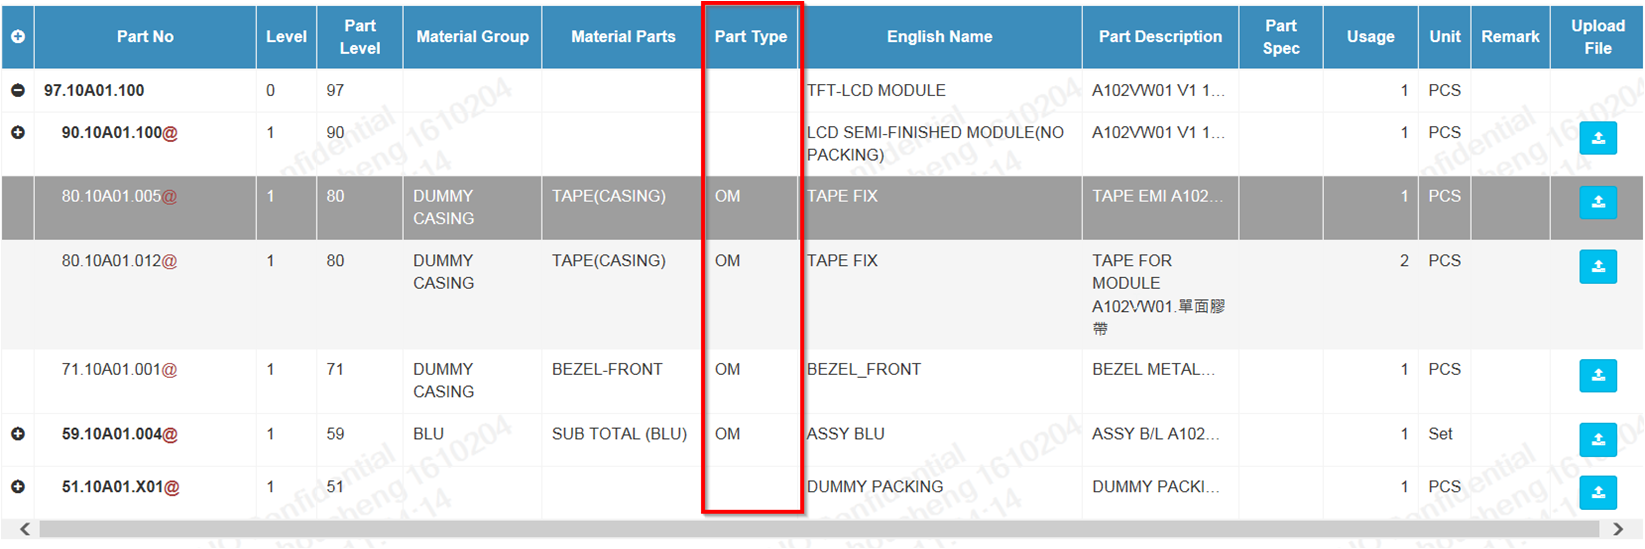 Part No Level Part Level Material Group Material Parts Part Type English Name Part Description Part Spec Usage Unit Remark Upload File
97.10A01.100 0 97 TFT-LCD MODULE A102VW01 V1 1... 1 PCS
90.10A01.100@ 1 90 LCD SEMI-FINISHED MODULE(NO PACKING) A102VW01 V1 1... 1 PCS
80.10A01.005@ 1 80 DUMMY CASING TAPE(CASING) OM TAPE FIX TAPE EMI A102... 1 PCS
80.10A01.012@ 1 80 DUMMY CASING TAPE(CASING) OM TAPE FIX TAPE FOR MODULE A102VW01.單面膠帶 2 PCS
71.10A01.001@ 1 71 DUMMY CASING BEZEL-FRONT OM BEZEL_FRONT BEZEL METAL... 1 PCS
59.10A01.004@ 1 59 BLU SUB TOTAL (BLU) OM ASSY BLU ASSY B/L A102... 1 Set
51.10A01.X01@ 1 51 DUMMY PACKING DUMMY PACKI... 1 PCS